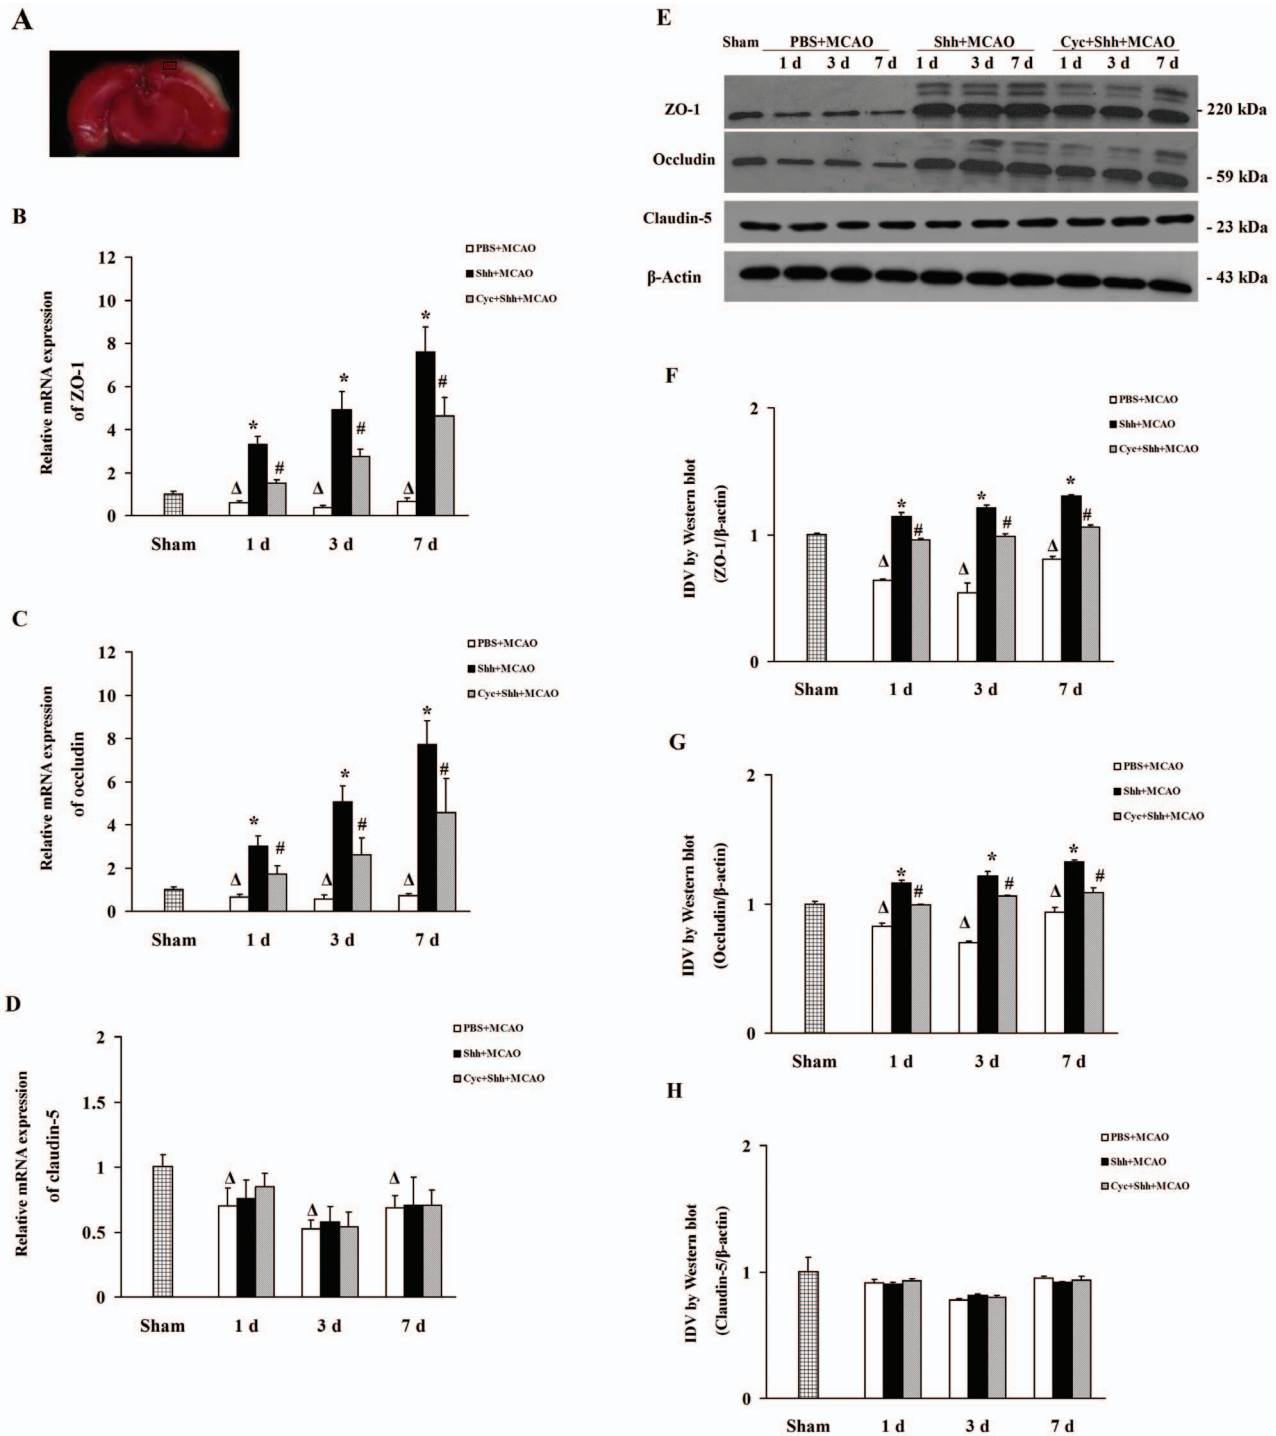 A
B
PBS+MCAO
Shh+MCAO
Cyc+Shh+MCAO
Relative mRNA expression
of ZO-1
12
10
8
6
4
2
0
* * *
# # #
Δ Δ Δ
Sham 1 d 3 d 7 d
C
PBS+MCAO
Shh+MCAO
Cyc+Shh+MCAO
Relative mRNA expression
of occludin
12
10
8
6
4
2
0
* * *
# # #
Δ Δ Δ
Sham 1 d 3 d 7 d
D
PBS+MCAO
Shh+MCAO
Cyc+Shh+MCAO
Relative mRNA expression
of claudin-5
2
1.5
1
0.5
0
Δ Δ Δ
Sham 1 d 3 d 7 d
E
Sham PBS+MCAO Shh+MCAO Cyc+Shh+MCAO
1 d 3 d 7 d 1 d 3 d 7 d 1 d 3 d 7 d
ZO-1 - 220 kDa
Occludin - 59 kDa
Claudin-5 - 23 kDa
β-Actin - 43 kDa
F
PBS+MCAO
Shh+MCAO
Cyc+Shh+MCAO
IDV by Western blot
(ZO-1/β-actin)
2
1
0
* * *
# # #
Δ Δ Δ
Sham 1 d 3 d 7 d
G
PBS+MCAO
Shh+MCAO
Cyc+Shh+MCAO
IDV by Western blot
(Occludin/β-actin)
2
1
0
* * *
# # #
Δ Δ Δ
Sham 1 d 3 d 7 d
H
PBS+MCAO
Shh+MCAO
Cyc+Shh+MCAO
IDV by Western blot
(Claudin-5/β-actin)
2
1
0
Sham 1 d 3 d 7 d